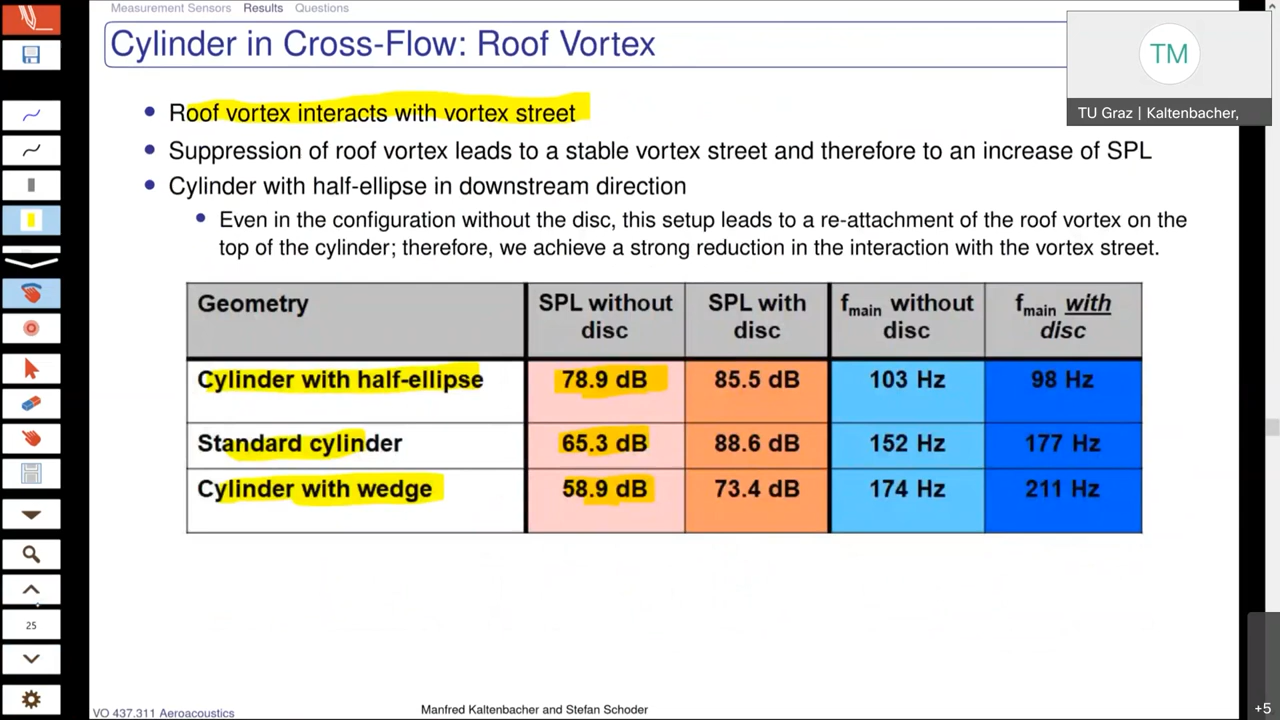 Measurement Sensors Results Questions
Cylinder in Cross-Flow: Roof Vortex
TM
TU Graz | Kaltenbacher,
Roof vortex interacts with vortex street
Suppression of roof vortex leads to a stable vortex street and therefore to an increase of SPL
Cylinder with half-ellipse in downstream direction
Even in the configuration without the disc, this setup leads to a re-attachment of the roof vortex on the
top of the cylinder; therefore, we achieve a strong reduction in the interaction with the vortex street.
Geometry SPL without disc SPL with disc fmain without disc fmain with disc
Cylinder with half-ellipse 78.9 dB 85.5 dB 103 Hz 98 Hz
Standard cylinder 65.3 dB 88.6 dB 152 Hz 177 Hz
Cylinder with wedge 58.9 dB 73.4 dB 174 Hz 211 Hz
25
VO 437.311 Aeroacoustics Manfred Kaltenbacher and Stefan Schoder
+5